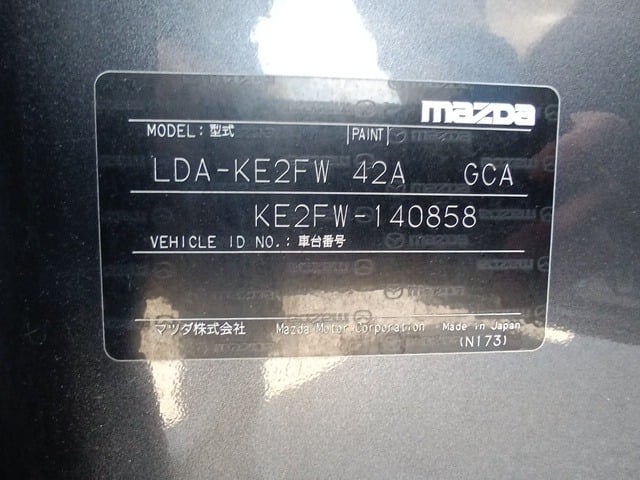 mazda
MODEL: 型式 PAINT
LDA-KE2FW 42A GCA
KE2FW-140858
VEHICLE ID NO.: 車台番号
マツダ株式会社 Mazda Motor Corporation Made in Japan
(N173)